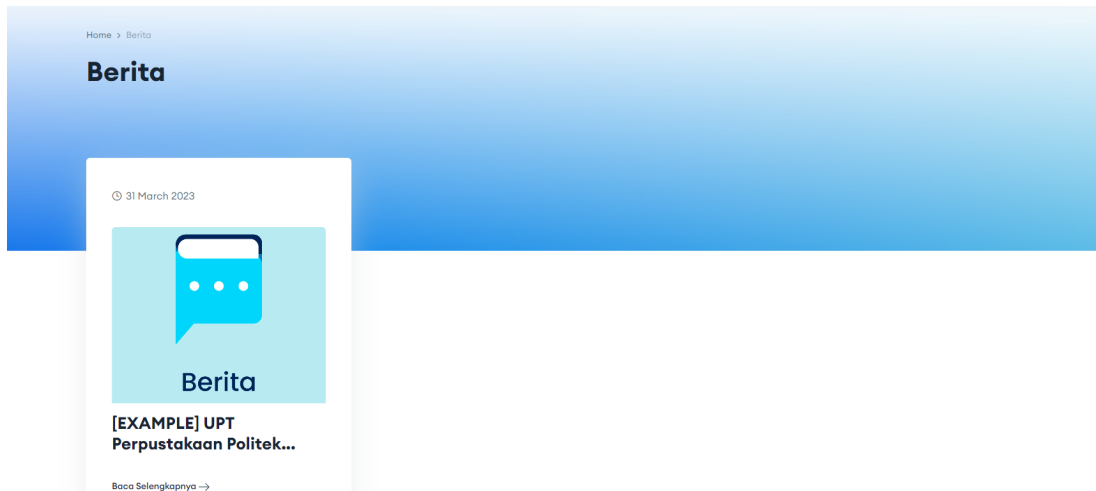 Home > Berita
Berita
31 March 2023
Berita
[EXAMPLE] UPT
Perpustakaan Politek...
Baca Selengkapnya →